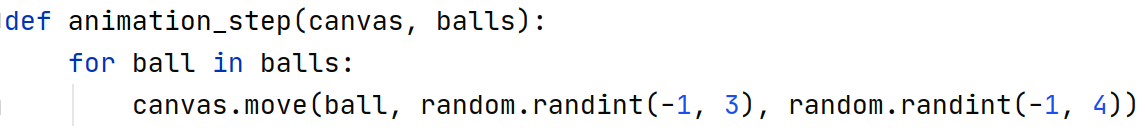 def animation_step(canvas, balls):
    for ball in balls:
        canvas.move(ball, random.randint(-1, 3), random.randint(-1, 4))